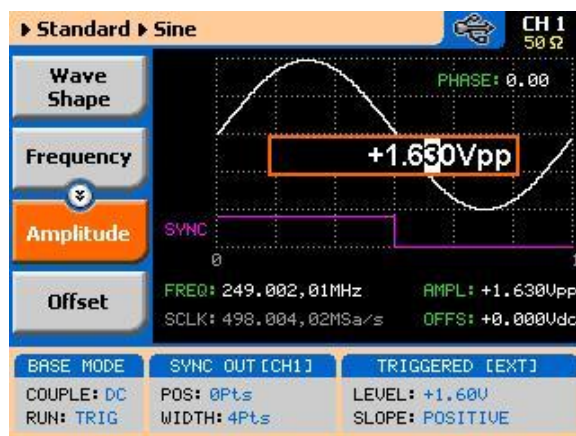 Standard Sine
CH 1
50 Ω
Wave
Shape
Frequency
Amplitude
Offset
PHASE: 0.00
+1.630Vpp
SYNC
0
1
FREQ: 249.002,01MHz
AMPL: +1.630Vpp
SCLK: 498.004,02MSa/s
OFFS: +0.000Vdc
BASE MODE
COUPLE: DC
RUN: TRIG
SYNC OUT [CH1]
POS: 0Pts
WIDTH: 4Pts
TRIGGERED [EXT]
LEVEL: +1.60V
SLOPE: POSITIVE